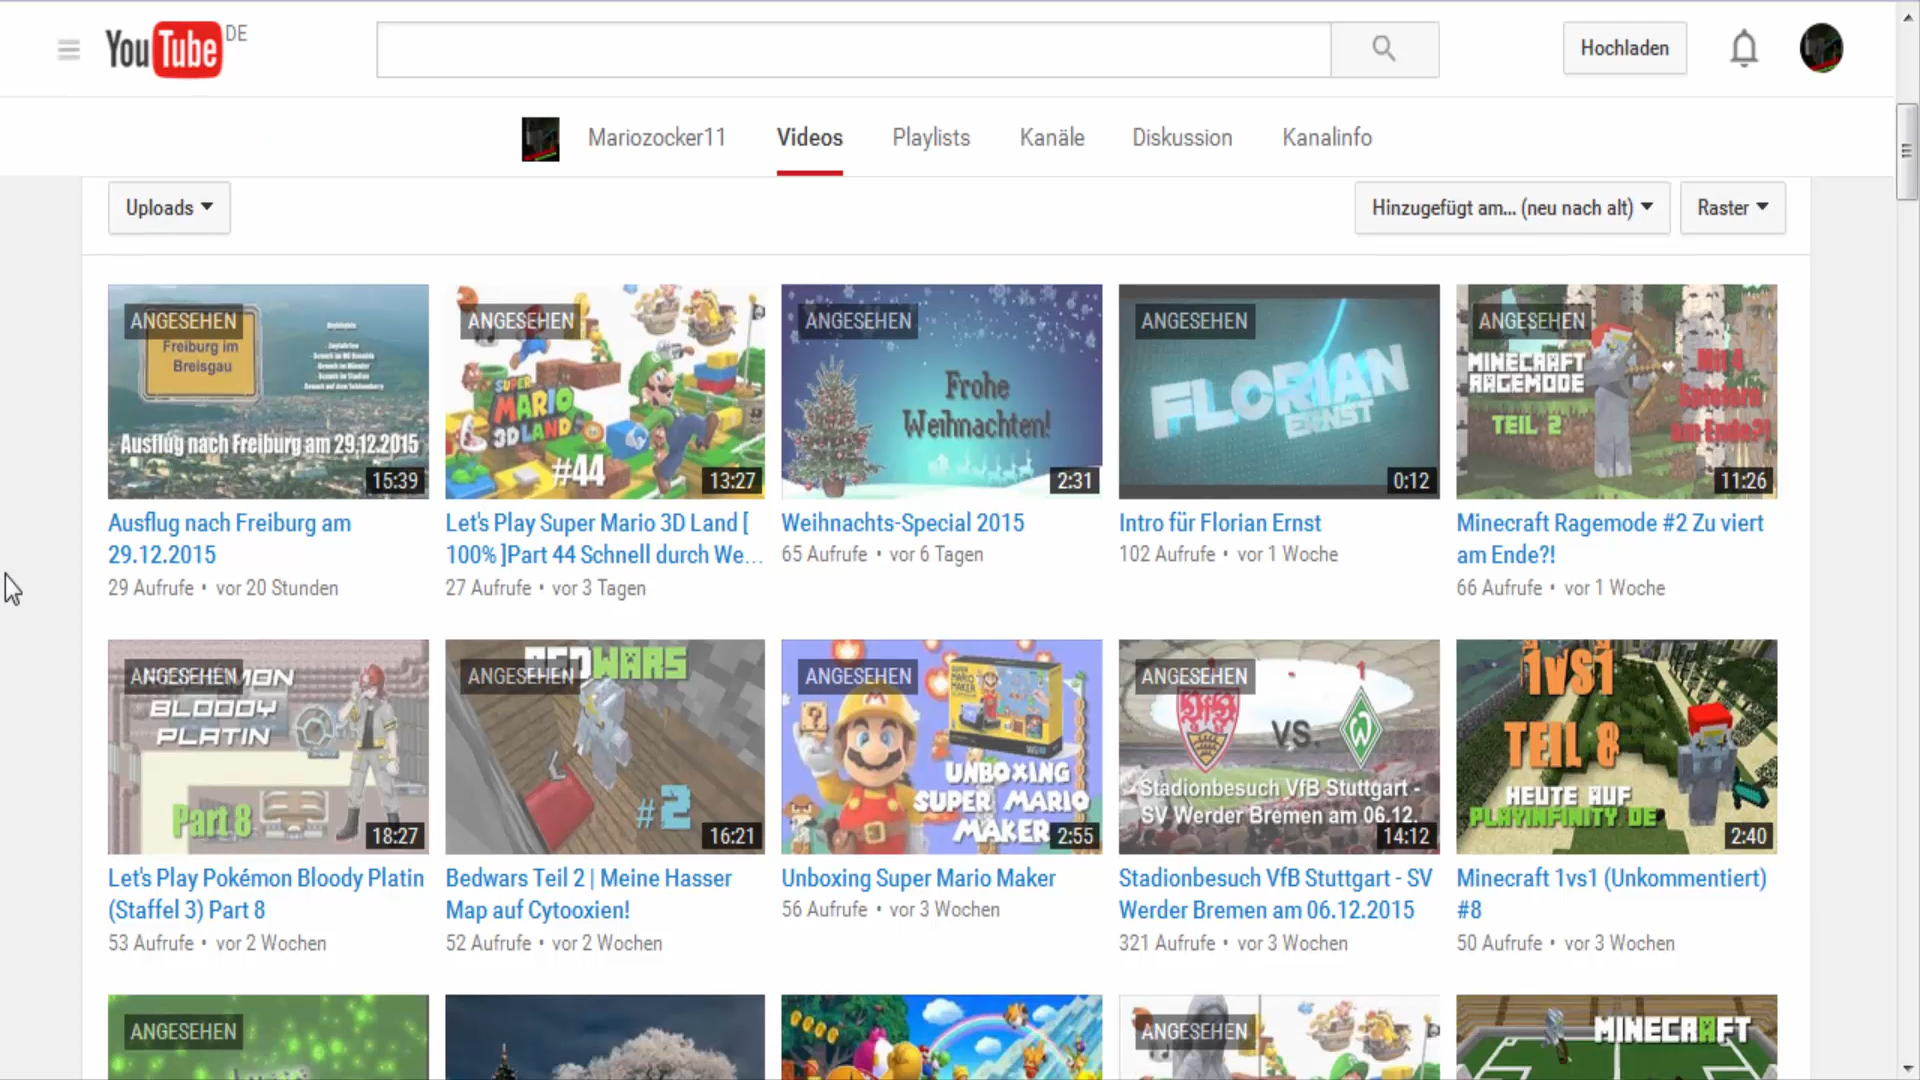 YouTube DE
Hochladen
Mariozocker11 Videos Playlists Kanäle Diskussion Kanalinfo
Uploads
Hinzugefügt am... (neu nach alt)
Raster
ANGESEHEN
Freiburg im
Breisgau
Ausflug nach Freiburg am 29.12.2015
15:39
ANGESEHEN
SUPER
MARIO
3D LAND
#44
13:27
ANGESEHEN
Frohe
Weihnachten!
2:31
ANGESEHEN
FLORIAN
ERNST
0:12
ANGESEHEN
MINECRAFT
RAGEMODE
TEIL 2
Mit 4
Spielern
am Ende?!
11:26
Ausflug nach Freiburg am
29.12.2015
29 Aufrufe • vor 20 Stunden
Let's Play Super Mario 3D Land [
100% ]Part 44 Schnell durch We...
27 Aufrufe • vor 3 Tagen
Weihnachts-Special 2015
65 Aufrufe • vor 6 Tagen
Intro für Florian Ernst
102 Aufrufe • vor 1 Woche
Minecraft Ragemode #2 Zu viert
am Ende?!
66 Aufrufe • vor 1 Woche
ANGESEHEN
BLOODY
PLATIN
Part 8
18:27
BEDWARS
ANGESEHEN
#2
16:21
ANGESEHEN
SUPER
MARIO
MAKER
UNBOXING
SUPER MARIO
MAKER
2:55
ANGESEHEN
VfB
VS.
W
Stadionbesuch VfB Stuttgart -
SV Werder Bremen am 06.12.
14:12
1VS1
TEIL 8
HEUTE AUF
PLAYINFINITY DE
2:40
Let's Play Pokémon Bloody Platin
(Staffel 3) Part 8
53 Aufrufe • vor 2 Wochen
Bedwars Teil 2 | Meine Hasser
Map auf Cytooxien!
52 Aufrufe • vor 2 Wochen
Unboxing Super Mario Maker
56 Aufrufe • vor 3 Wochen
Stadionbesuch VfB Stuttgart - SV
Werder Bremen am 06.12.2015
321 Aufrufe • vor 3 Wochen
Minecraft 1vs1 (Unkommentiert)
#8
50 Aufrufe • vor 3 Wochen
ANGESEHEN
ANGESEHEN
MINECRAFT